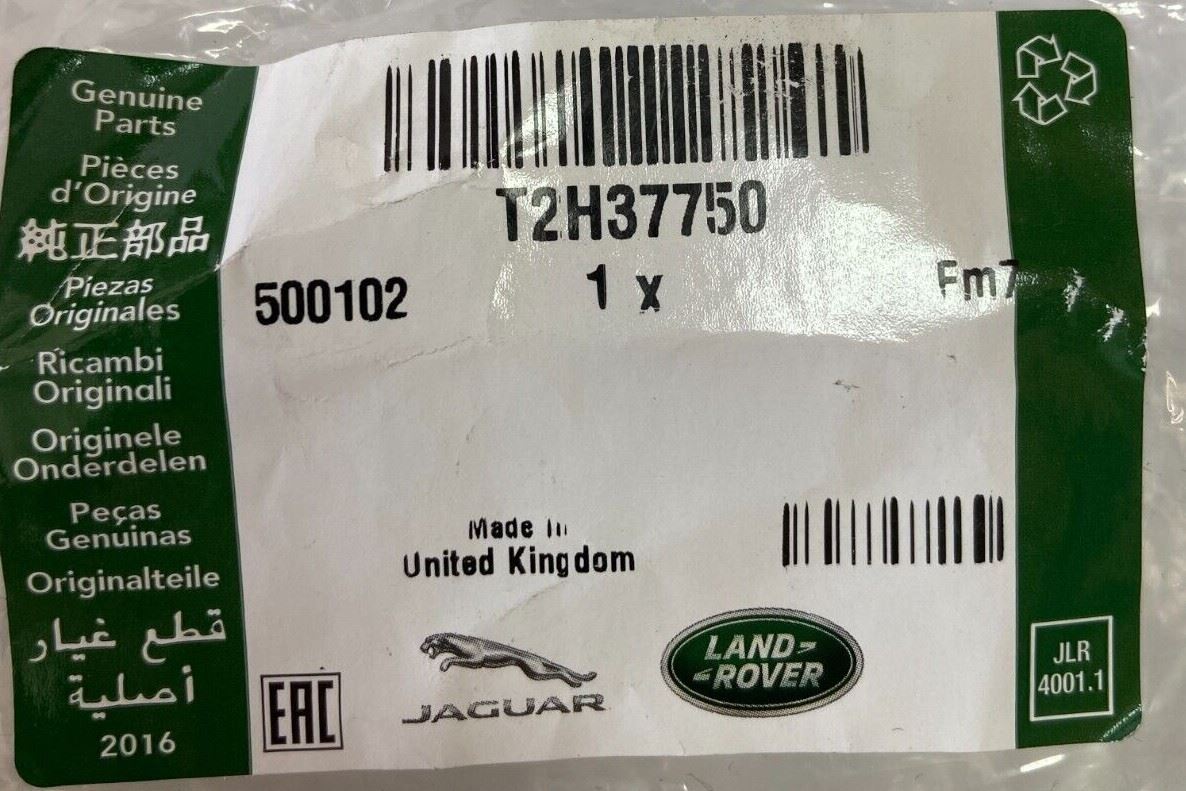 Genuine
Parts
Pièces
d'Origine
純正部品
Piezas
Originales
Ricambi
Originali
Originele
Onderdelen
Peças
Genuinas
Originalteile
قطع غيار
أصلية
2016
T2H37750
500102
1 x
Fm7
Made In
United Kingdom
EAC
JAGUAR
LAND-
-ROVER
JLR
4001.1